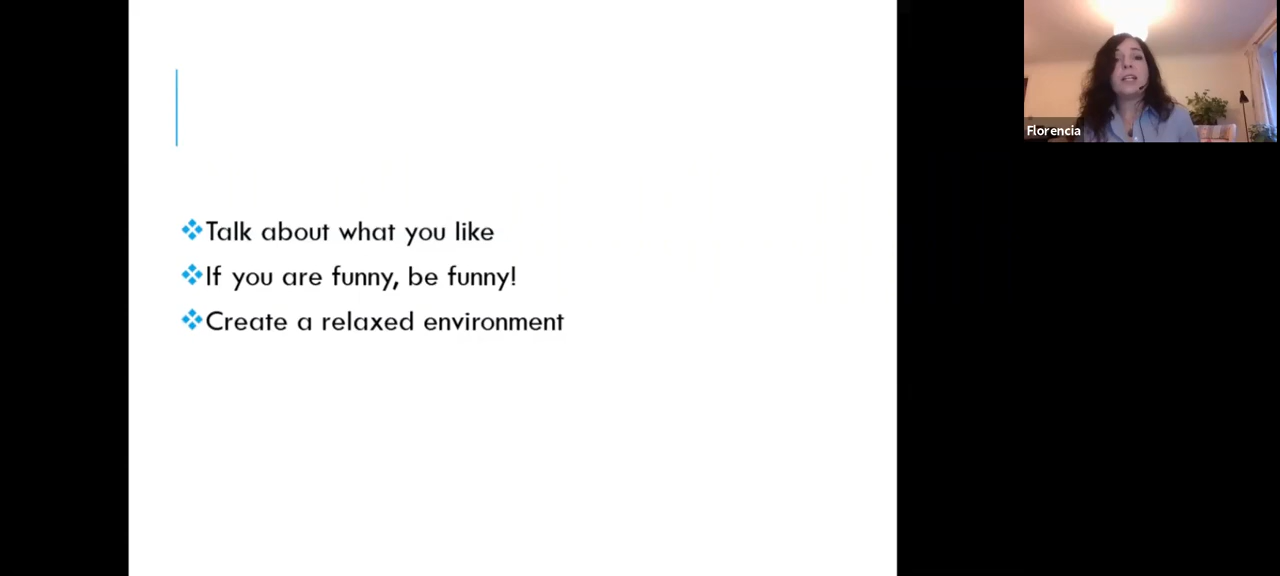 Talk about what you like
If you are funny, be funny!
Create a relaxed environment
Florencia